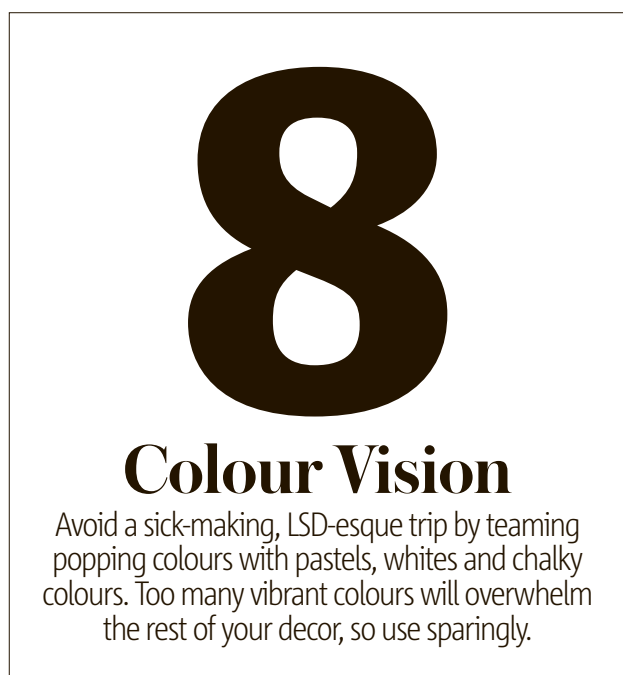 8
Colour Vision
Avoid a sick-making, LSD-esque trip by teaming
popping colours with pastels, whites and chalky
colours. Too many vibrant colours will overwhelm
the rest of your decor, so use sparingly.